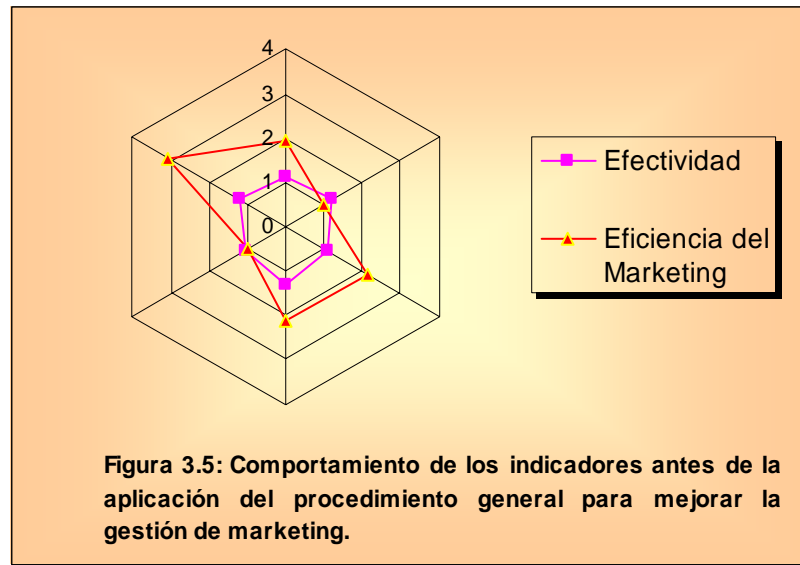 4
3
2
1
0
Efectividad
Eficiencia del
Marketing
Figura 3.5: Comportamiento de los indicadores antes de la
aplicación del procedimiento general para mejorar la
gestión de marketing.